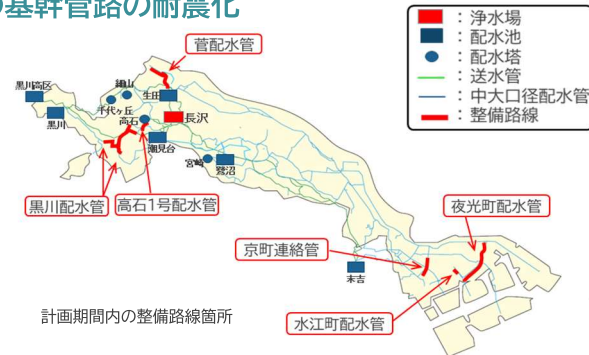 基幹管路の耐震化
：浄水場
：配水池
：配水塔
：送水管
：中大口径配水管
：整備路線
菅配水管
黒川高区
細山
生田
千代ヶ丘
高石
長沢
黒川
潮見台
宮崎
鷺沼
黒川配水管
高石1号配水管
夜光町配水管
京町連絡管
末吉
水江町配水管
計画期間内の整備路線箇所